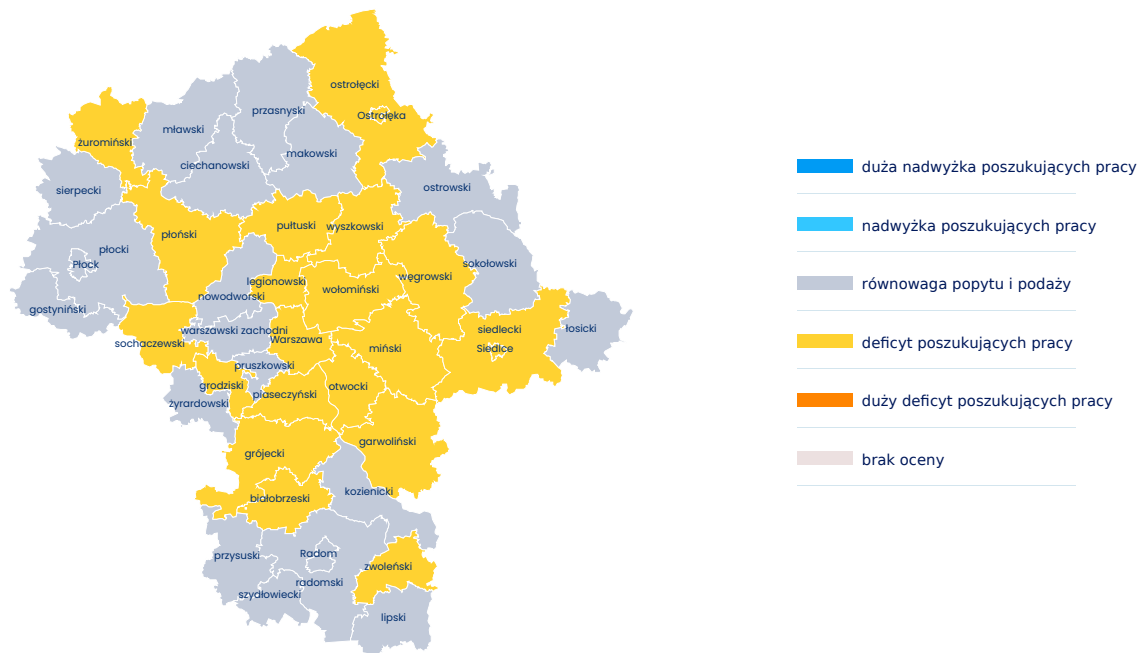 ostrołęcki
Ostrołęka
przasnyski
mławski
żuromiński
makowski
ciechanowski
sierpecki
ostrowski
pułtuski
wyszkowski
płoński
płocki
Płock
sokołowski
węgrowski
legionowski
wołomiński
nowodworski
gostyniński
warszawski zachodni
Warszawa
siedlecki
łosicki
sochaczewski
miński
Siedlce
pruszkowski
grodziski
otwocki
piaseczyński
żyrardowski
garwoliński
grójecki
kozienicki
białobrzeski
przysuski
Radom
zwoleński
radomski
szydłowiecki
lipski
duża nadwyżka poszukujących pracy
nadwyżka poszukujących pracy
równowaga popytu i podaży
deficyt poszukujących pracy
duży deficyt poszukujących pracy
brak oceny